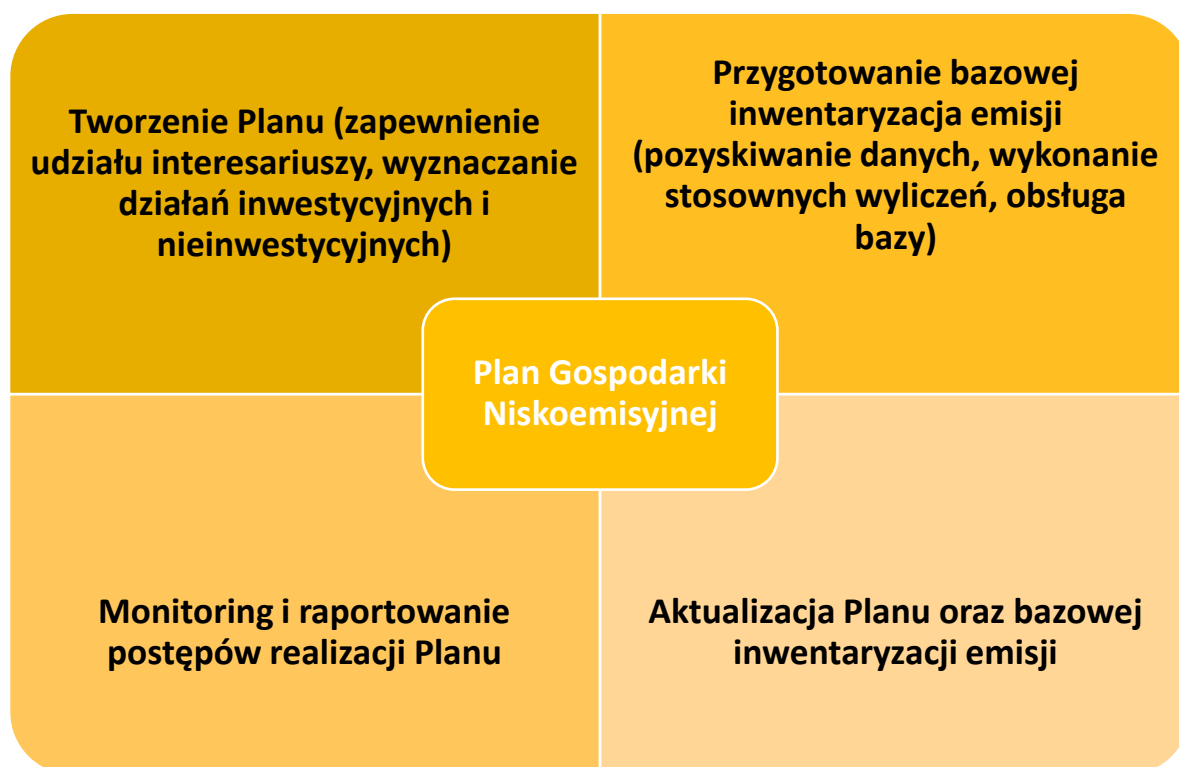 Tworzenie Planu (zapewnienie
udziału interesariuszy, wyznaczanie
działań inwestycyjnych i
nieinwestycyjnych)
Przygotowanie bazowej
inwentaryzacja emisji
(pozyskiwanie danych, wykonanie
stosownych wyliczeń, obsługa
bazy)
Plan Gospodarki
Niskoemisyjnej
Monitoring i raportowanie
postępów realizacji Planu
Aktualizacja Planu oraz bazowej
inwentaryzacji emisji